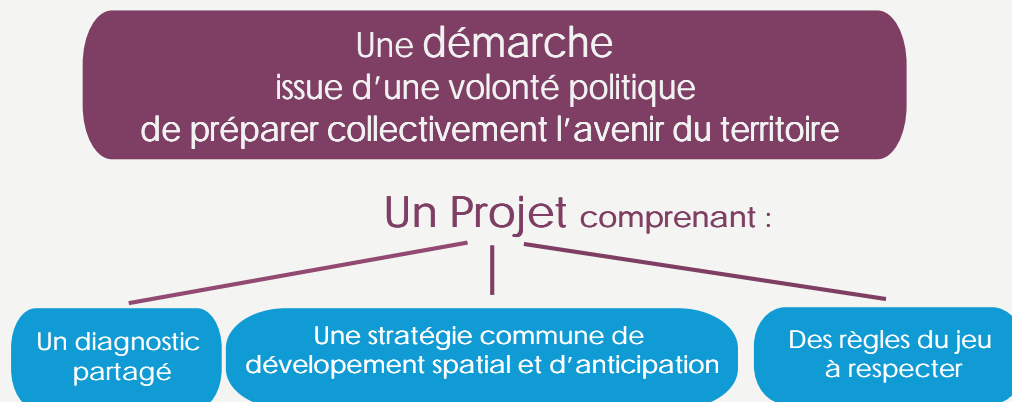 Une démarche
issue d'une volonté politique
de préparer collectivement l'avenir du territoire
Un Projet comprenant :
Un diagnostic
partagé
Une stratégie commune de
dévelopement spatial et d'anticipation
Des règles du jeu
à respecter